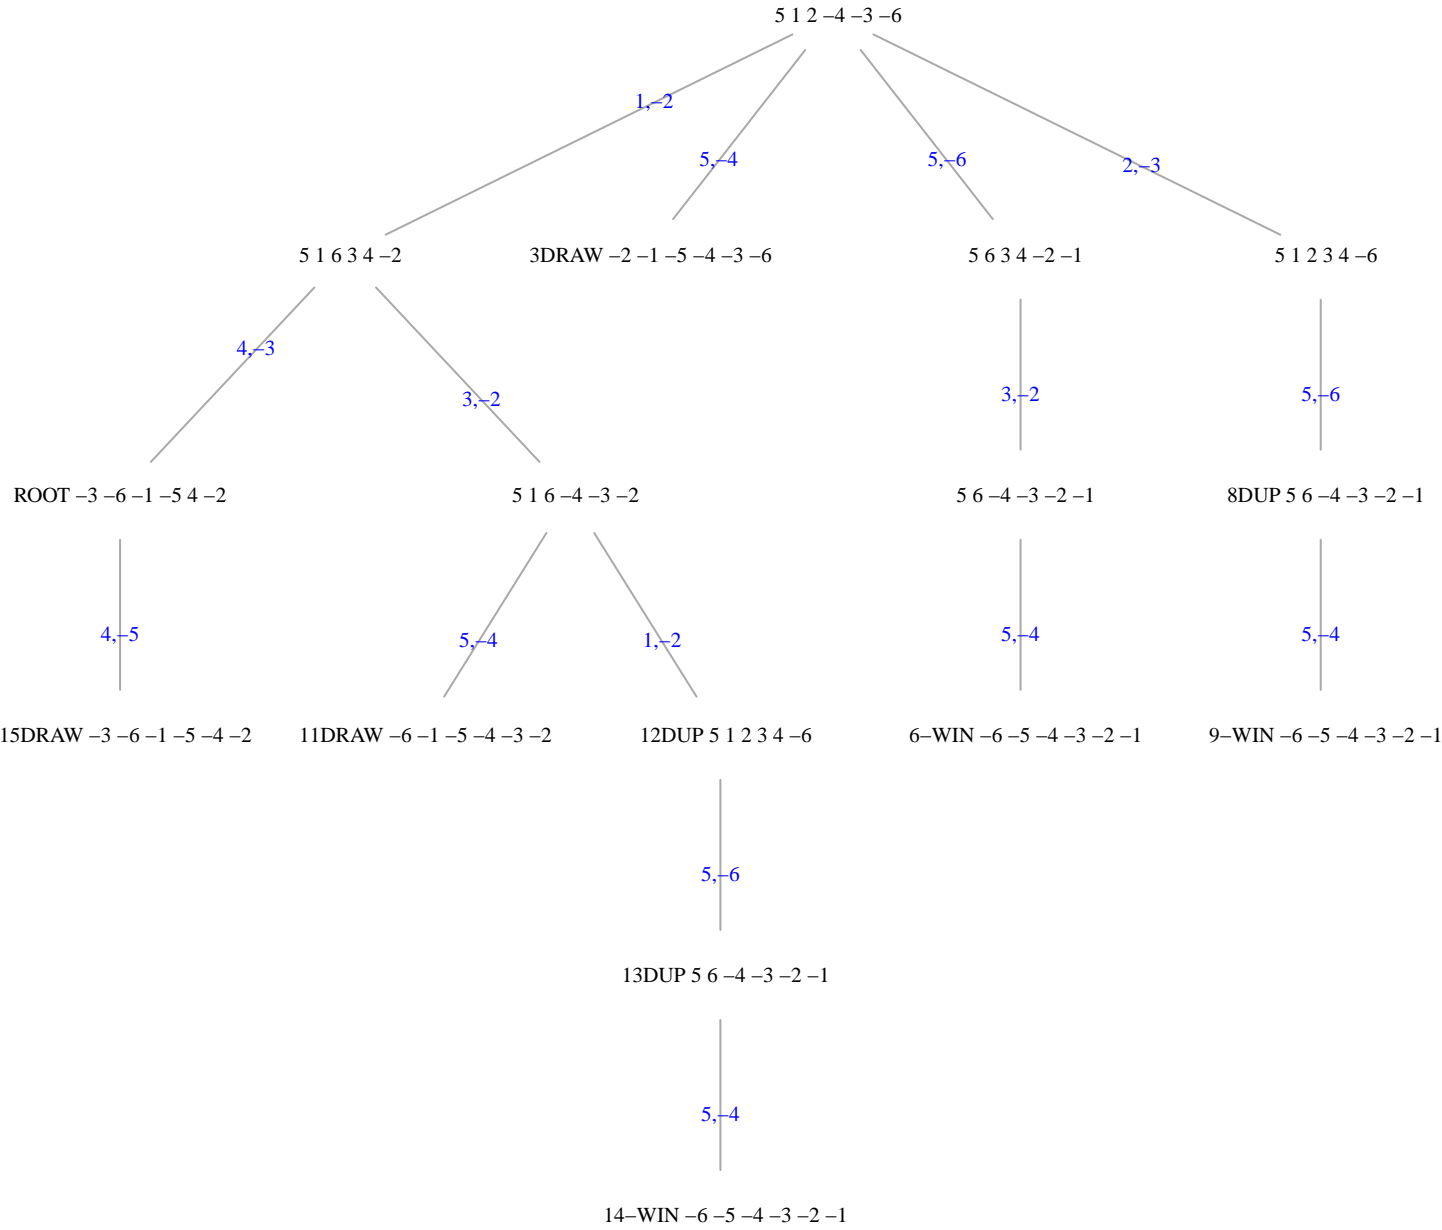 5 1 2 –4 –3 –6
1,–2
5,–4
5,–6
2,–3
5 1 6 3 4 –2
3DRAW –2 –1 –5 –4 –3 –6
5 6 3 4 –2 –1
5 1 2 3 4 –6
4,–3
3,–2
3,–2
5,–6
ROOT –3 –6 –1 –5 4 –2
5 1 6 –4 –3 –2
5 6 –4 –3 –2 –1
8DUP 5 6 –4 –3 –2 –1
4,–5
5,–4
1,–2
5,–4
5,–4
15DRAW –3 –6 –1 –5 –4 –2
11DRAW –6 –1 –5 –4 –3 –2
12DUP 5 1 2 3 4 –6
6–WIN –6 –5 –4 –3 –2 –1
9–WIN –6 –5 –4 –3 –2 –1
5,–6
13DUP 5 6 –4 –3 –2 –1
5,–4
14–WIN –6 –5 –4 –3 –2 –1